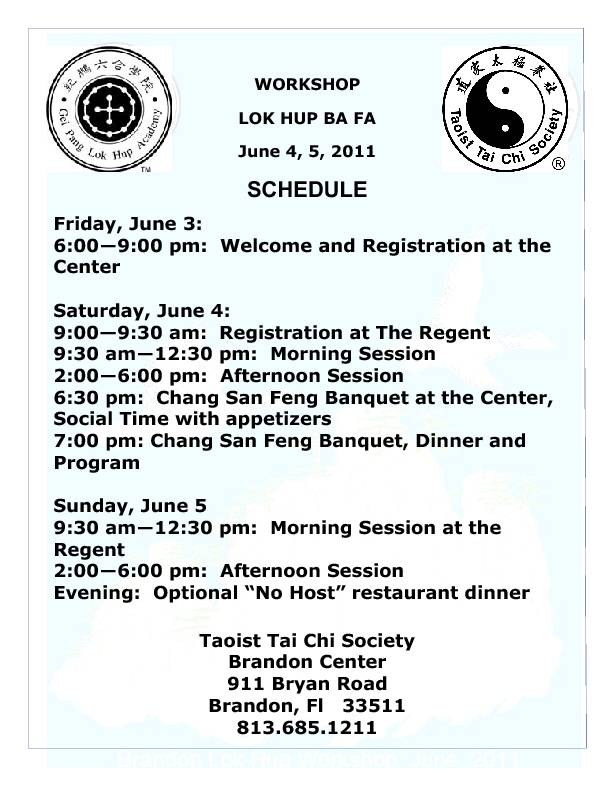 紀鵬六合學院
Gei Pang Lok Hup Academy
TM
道家太極拳社
Taoist Tai Chi Society
®
WORKSHOP
LOK HUP BA FA
June 4, 5, 2011
SCHEDULE
Friday, June 3:
6:00—9:00 pm:  Welcome and Registration at the
Center
Saturday, June 4:
9:00—9:30 am:  Registration at The Regent
9:30 am—12:30 pm:  Morning Session
2:00—6:00 pm:  Afternoon Session
6:30 pm:  Chang San Feng Banquet at the Center,
Social Time with appetizers
7:00 pm: Chang San Feng Banquet, Dinner and
Program
Sunday, June 5
9:30 am—12:30 pm:  Morning Session at the
Regent
2:00—6:00 pm:  Afternoon Session
Evening:  Optional “No Host” restaurant dinner
Taoist Tai Chi Society
Brandon Center
911 Bryan Road
Brandon, Fl   33511
813.685.1211
Brandon Lok Hup Workshop  June  2011